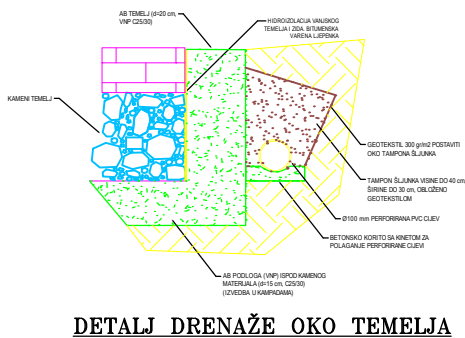 AB TEMELJ (d=20 cm,
VNP C25/30)
HIDROIZOLACIJA VANJSKOG
TEMELJA I ZIDA. BITUMENSKA
VARENA LJEPENKA
KAMENI TEMELJ
GEOTEKSTIL 300 gr/m2 POSTAVITI
OKO TAMPONA ŠLJUNKA
TAMPON ŠLJUNKA VISINE DO 40 cm,
ŠIRINE DO 30 cm, OBLOŽENO
GEOTEKSTILOM
Ø100 mm PERFORIRANA PVC CIJEV
BETONSKO KORITO SA KINETOM ZA
POLAGANJE PERFORIRANE CIJEVI
AB PODLOGA (VNP) ISPOD KAMENOG
MATERIJALA (d=15 cm, C25/30)
(IZVEDBA U KAMPADAMA)
DETALJ DRENAŽE OKO TEMELJA